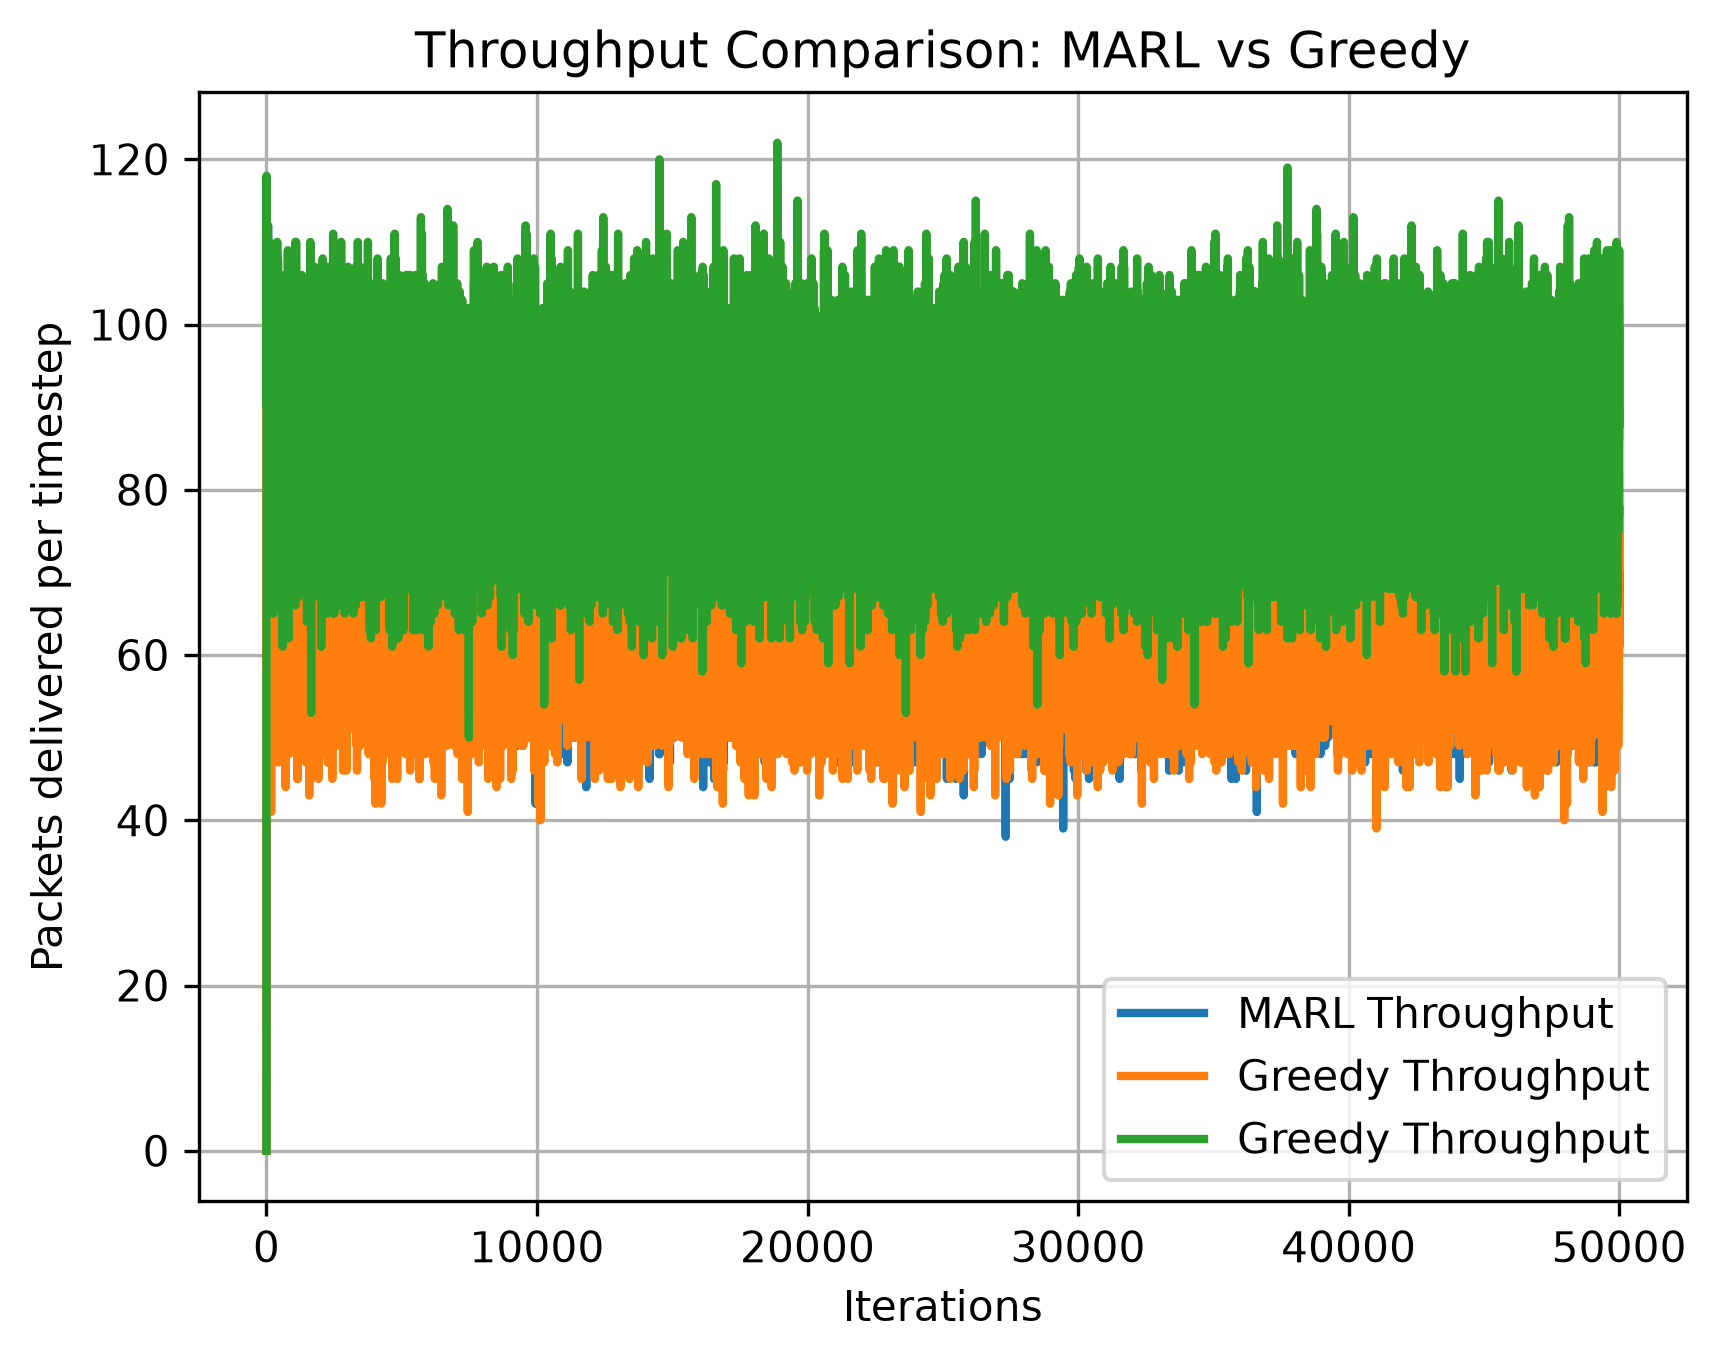 Throughput Comparison: MARL vs Greedy
Packets delivered per timestep
120
100
80
60
40
20
0
MARL Throughput
Greedy Throughput
Greedy Throughput
0 10000 20000 30000 40000 50000
Iterations